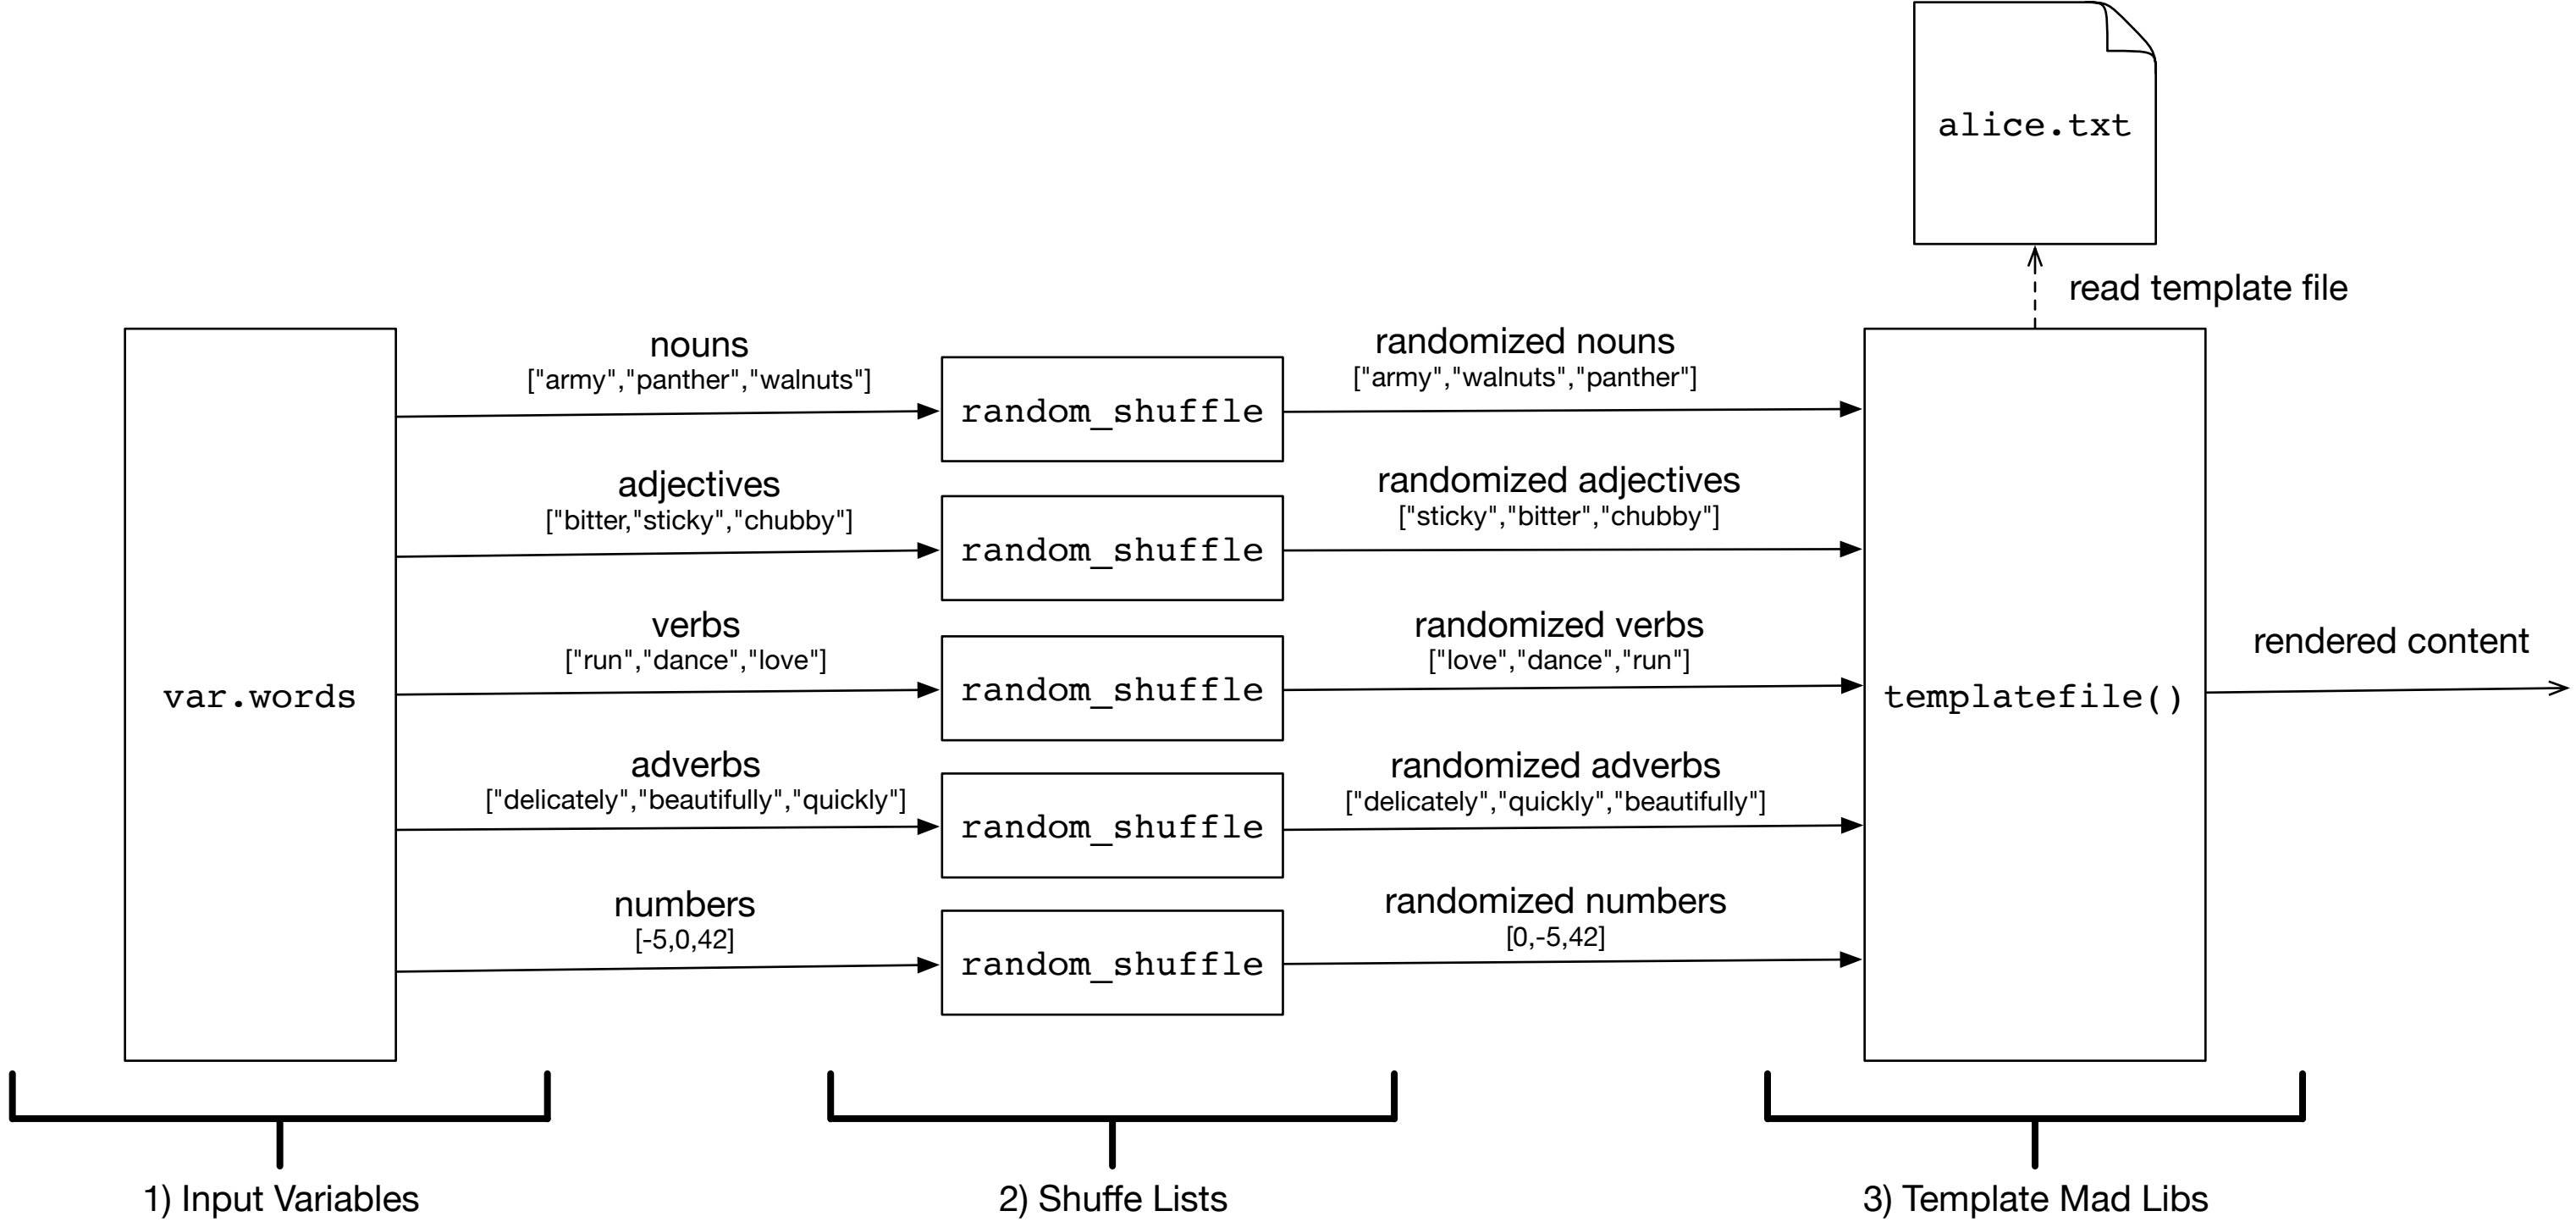 alice.txt
read template file
nouns
["army","panther","walnuts"]
randomized nouns
["army","walnuts","panther"]
random_shuffle
adjectives
["bitter,"sticky","chubby"]
randomized adjectives
["sticky","bitter","chubby"]
random_shuffle
verbs
["run","dance","love"]
randomized verbs
["love","dance","run"]
rendered content
var.words
random_shuffle
templatefile()
adverbs
["delicately","beautifully","quickly"]
randomized adverbs
["delicately","quickly","beautifully"]
random_shuffle
numbers
[-5,0,42]
randomized numbers
[0,-5,42]
random_shuffle
1) Input Variables
2) Shuffe Lists
3) Template Mad Libs